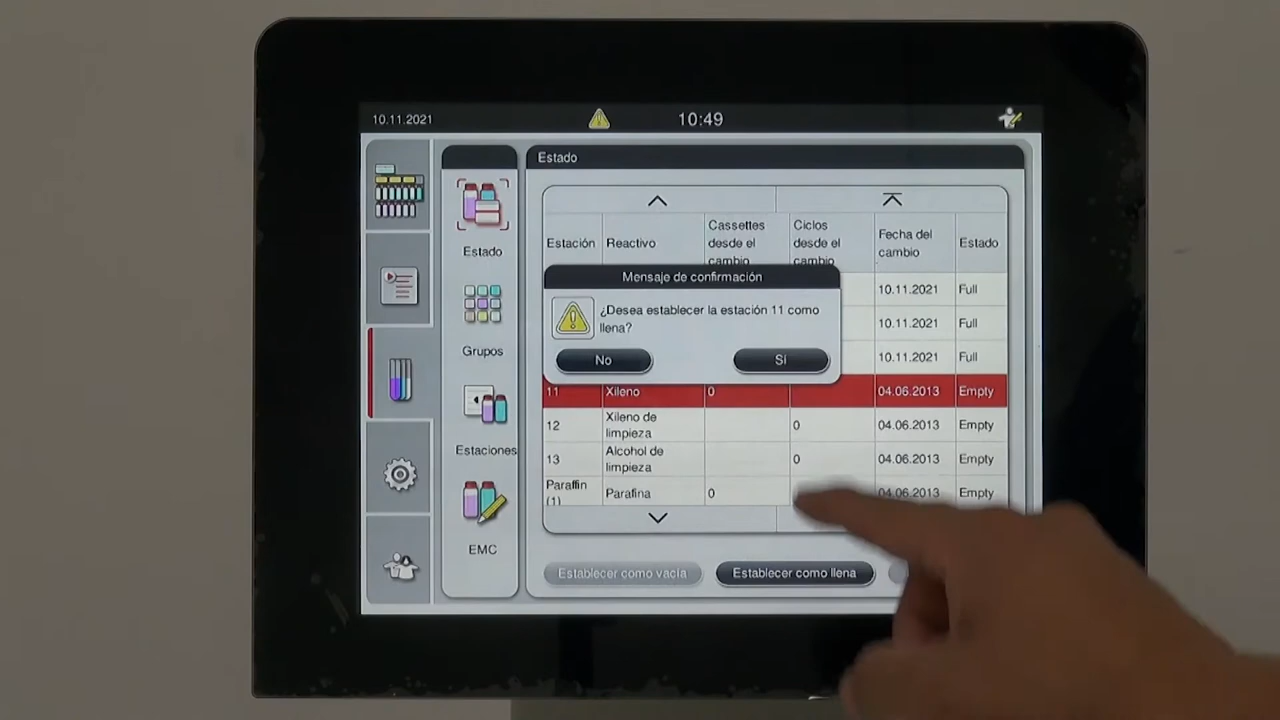 10.11.2021
10:49
Estado
Estado
Grupos
Estaciones
EMC
Estación
Reactivo
Cassettes
desde el
cambio
Ciclos
desde el
cambio
Fecha del
cambio
Estado
10.11.2021
Full
10.11.2021
Full
10.11.2021
Full
Mensaje de confirmación
¿Desea establecer la estación 11 como
llena?
No
Sí
11
Xileno
0
04.06.2013
Empty
12
Xileno de
limpieza
0
04.06.2013
Empty
13
Alcohol de
limpieza
0
04.06.2013
Empty
Paraffin
(1)
Parafina
0
04.06.2013
Empty
Establecer como vacía
Establecer como llena